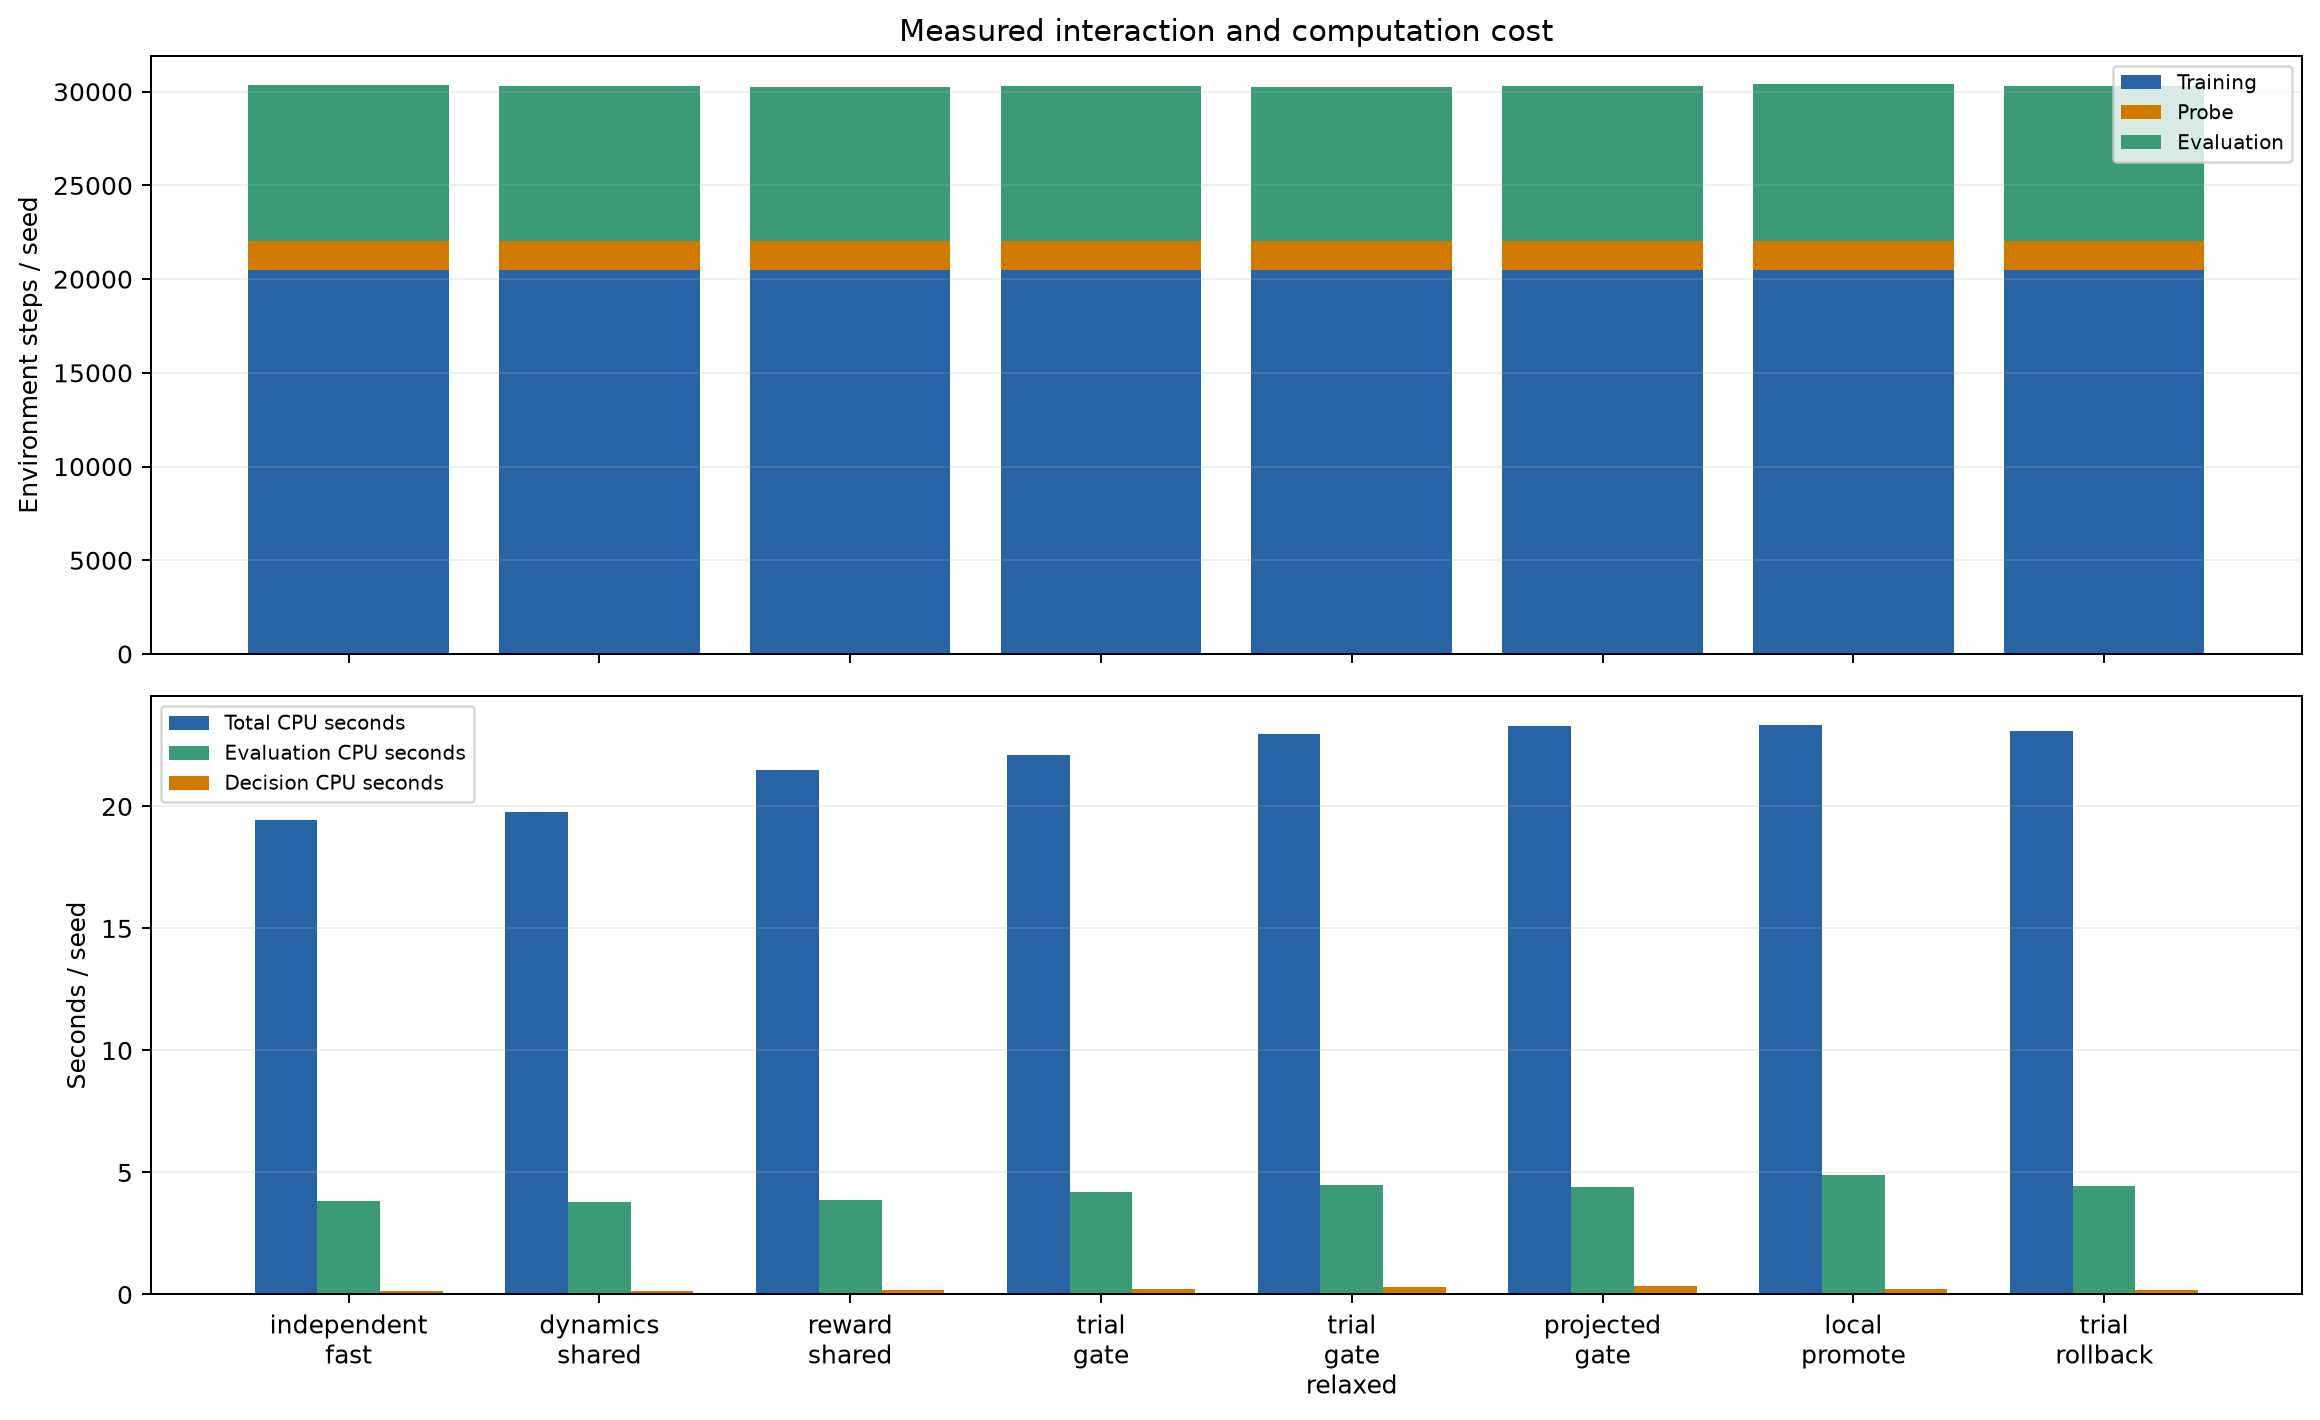 Measured interaction and computation cost
Environment steps / seed
30000
25000
20000
15000
10000
5000
0
Training
Probe
Evaluation
Seconds / seed
20
15
10
5
0
Total CPU seconds
Evaluation CPU seconds
Decision CPU seconds
independent
fast
dynamics
shared
reward
shared
trial
gate
trial
gate
relaxed
projected
gate
local
promote
trial
rollback